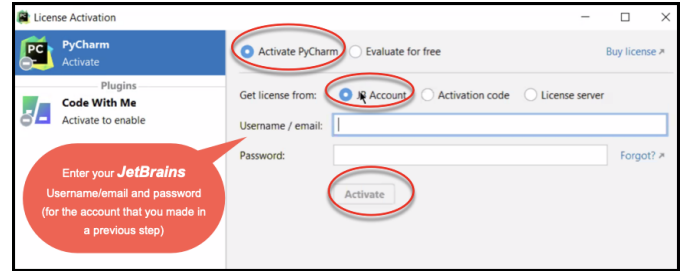 License Activation
PC
PyCharm
Activate
Plugins
Code With Me
Activate to enable
Activate PyCharm
Evaluate for free
Buy license
Get license from:
JB Account
Activation code
License server
Username / email:
Password:
Forgot?
Activate
Enter your JetBrains
Username/email and password
(for the account that you made in
a previous step)